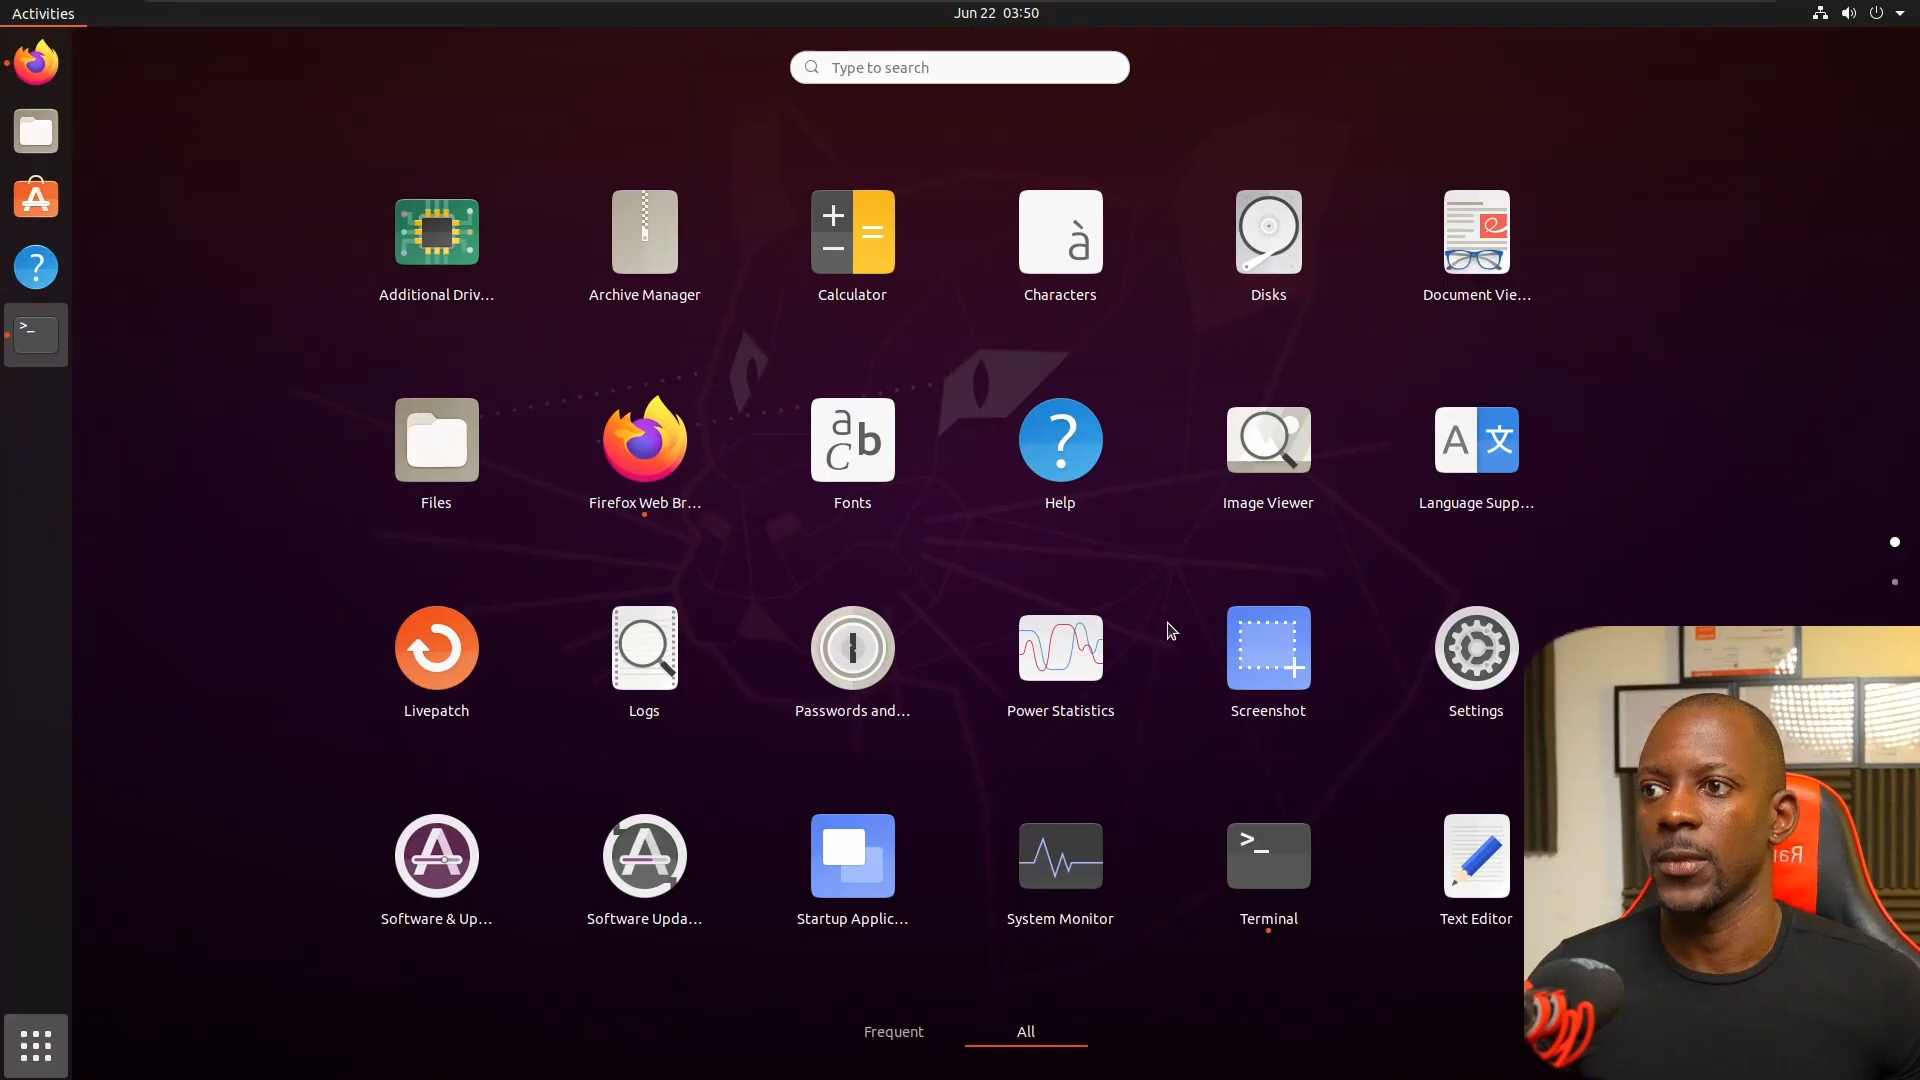 Activities
Jun 22 03:50
Type to search
Additional Driv...
Archive Manager
Calculator
Characters
Disks
Document Vie...
Files
Firefox Web Br...
Fonts
Help
Image Viewer
Language Supp...
Livepatch
Logs
Passwords and...
Power Statistics
Screenshot
Settings
Software & Up...
Software Upda...
Startup Applic...
System Monitor
Terminal
Text Editor
Frequent
All